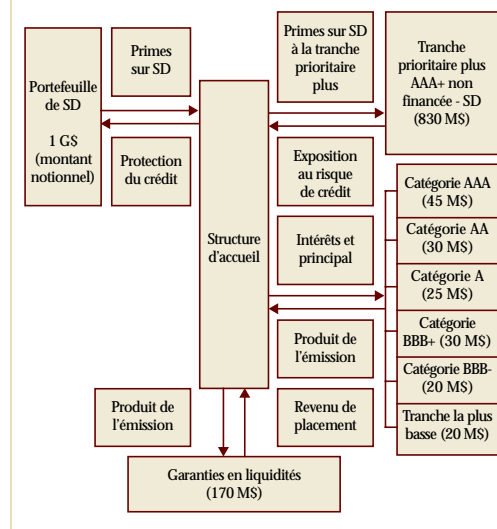 Portefeuille
de SD
1 G$
(montant
notionnel)
Primes
sur SD
Protection
du crédit
Structure
d'accueil
Primes sur SD
à la tranche
prioritaire
plus
Exposition
au risque
de crédit
Tranche
prioritaire plus
AAA+ non
financée - SD
(830 M$)
Intérêts et
principal
Produit de
l'émission
Catégorie AAA
(45 M$)
Catégorie AA
(30 M$)
Catégorie A
(25 M$)
Catégorie
BBB+ (30 M$)
Catégorie BBB-
(20 M$)
Tranche la plus
basse (20 M$)
Produit de
l'émission
Revenu de
placement
Garanties en liquidités
(170 M$)